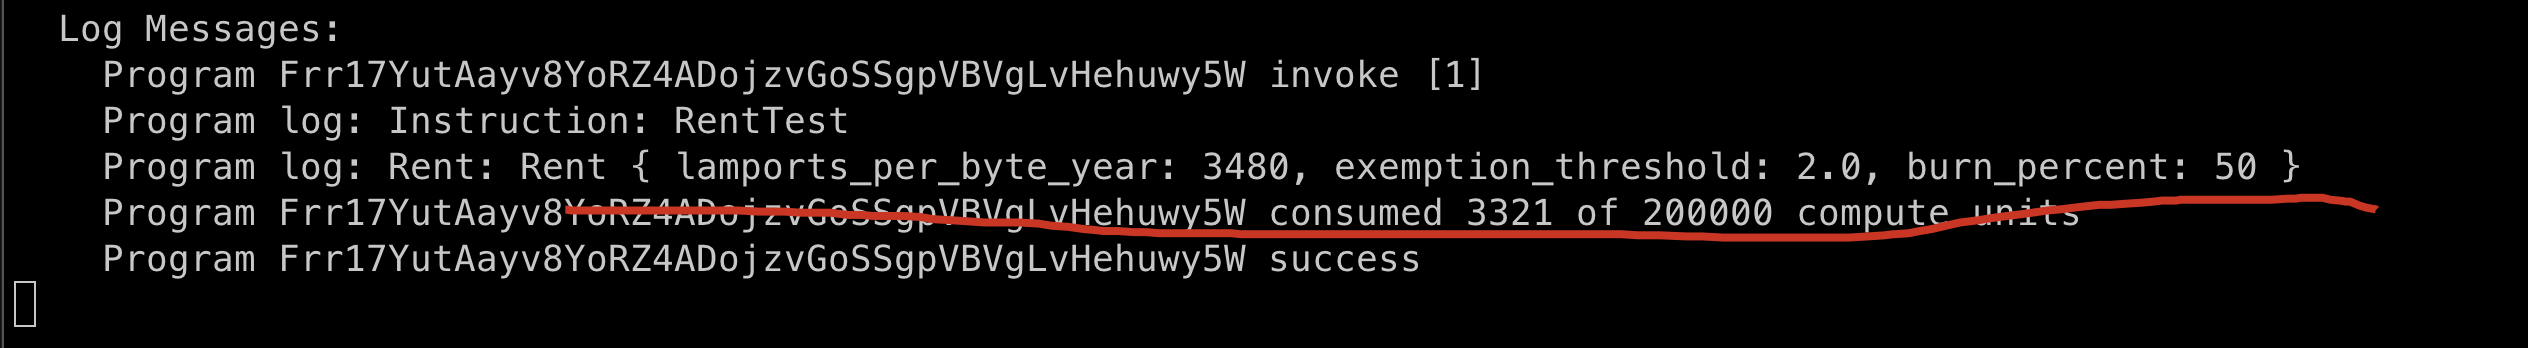 Log Messages:
Program Frr17YutAayv8YoRZ4ADojzvGoSSgpVBVgLvHehuwy5W invoke [1]
Program log: Instruction: RentTest
Program log: Rent: Rent { lamports_per_byte_year: 3480, exemption_threshold: 2.0, burn_percent: 50 }
Program Frr17YutAayv8YoRZ4ADojzvGoSSgpVBVgLvHehuwy5W consumed 3321 of 200000 compute units
Program Frr17YutAayv8YoRZ4ADojzvGoSSgpVBVgLvHehuwy5W success